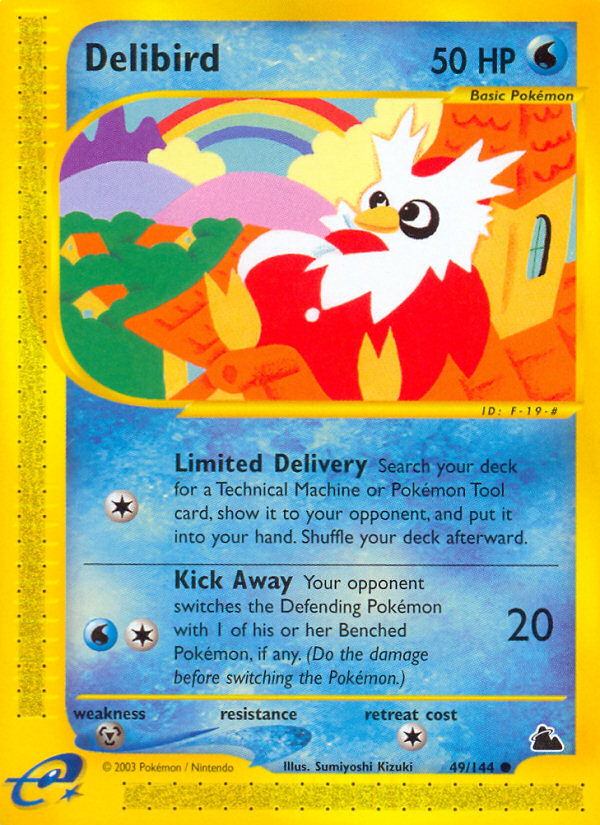 Delibird
50 HP
Basic Pokémon
ID: F-19-#
Limited Delivery Search your deck
for a Technical Machine or Pokémon Tool
card, show it to your opponent, and put it
into your hand. Shuffle your deck afterward.
Kick Away Your opponent
switches the Defending Pokémon
with 1 of his or her Benched
Pokémon, if any. (Do the damage
before switching the Pokémon.)
20
weakness resistance retreat cost
© 2003 Pokémon / Nintendo Illus. Sumiyoshi Kizuki 49/144
e